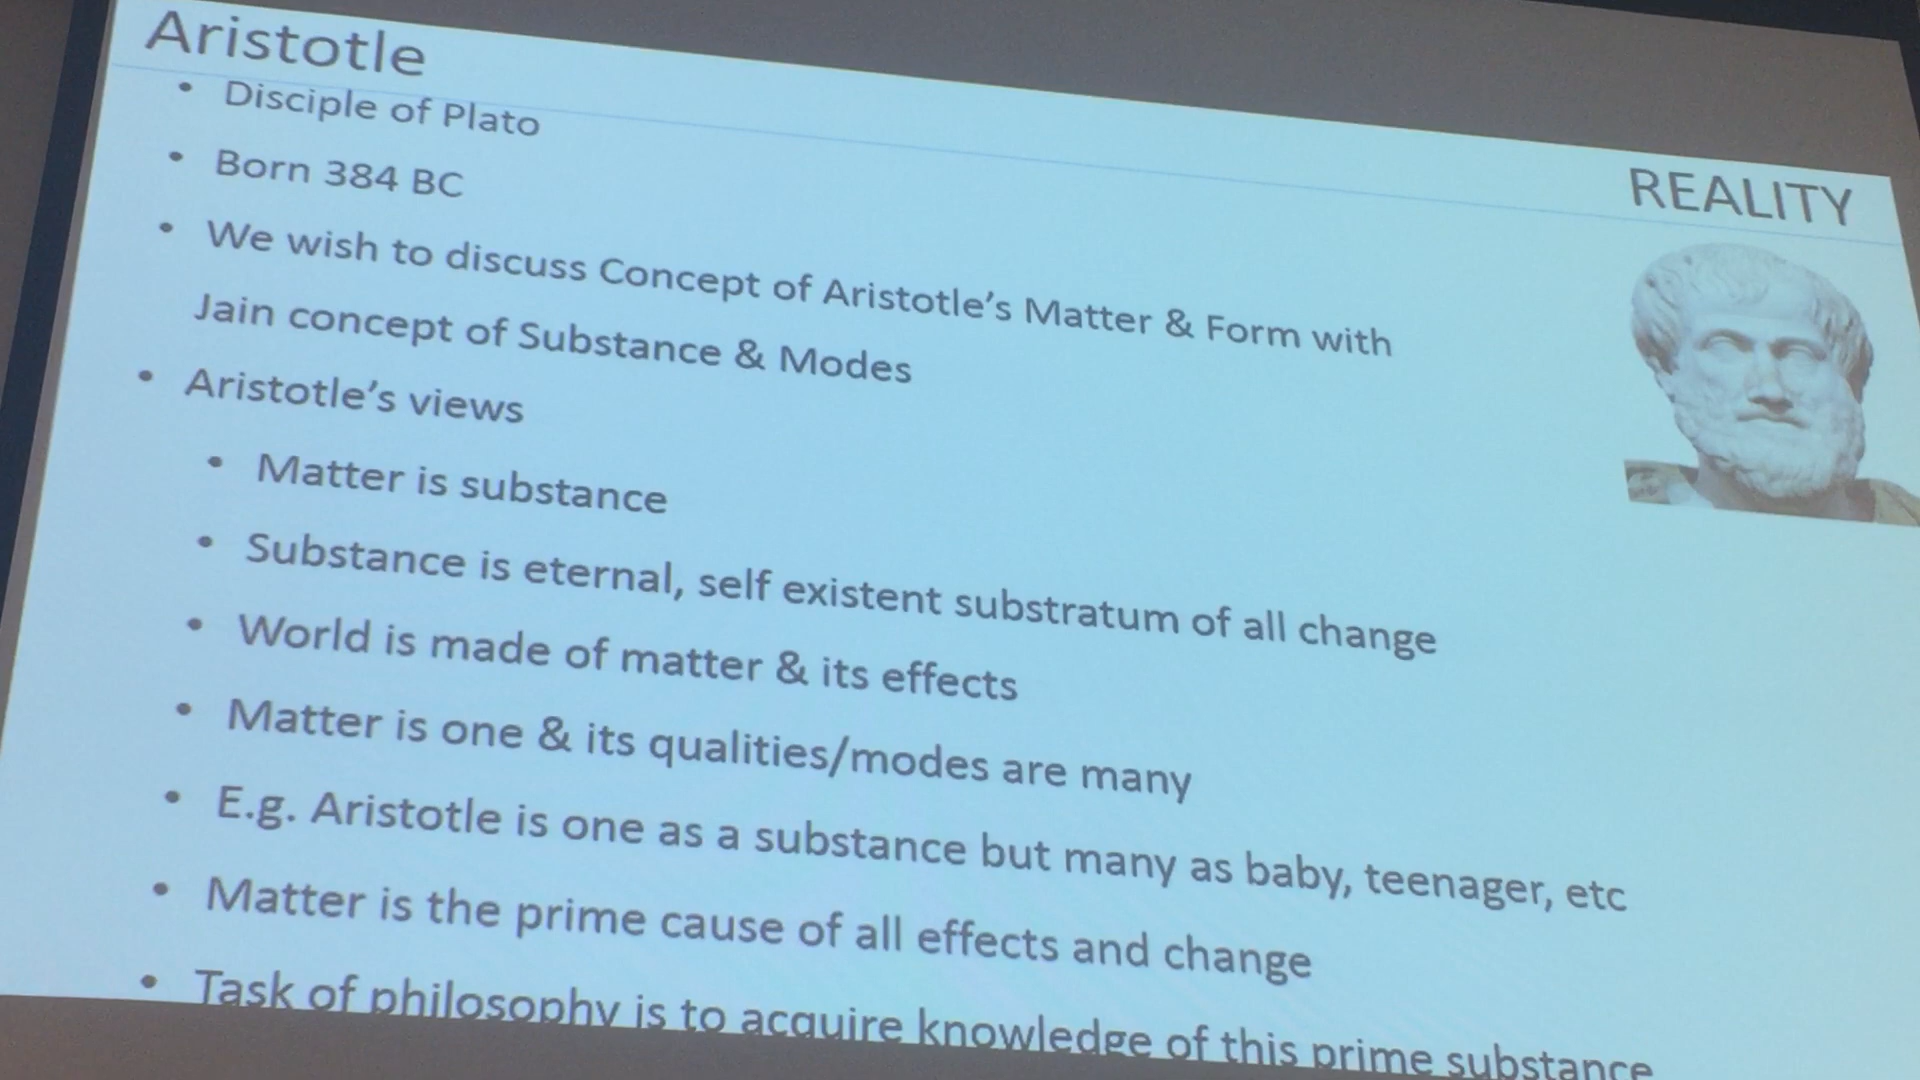 Aristotle
REALITY
• Disciple of Plato
• Born 384 BC
• We wish to discuss Concept of Aristotle's Matter & Form with
Jain concept of Substance & Modes
• Aristotle's views
• Matter is substance
• Substance is eternal, self existent substratum of all change
• World is made of matter & its effects
• Matter is one & its qualities/modes are many
• E.g. Aristotle is one as a substance but many as baby, teenager, etc
• Matter is the prime cause of all effects and change
• Task of philosophy is to acquire knowledge of this prime substance